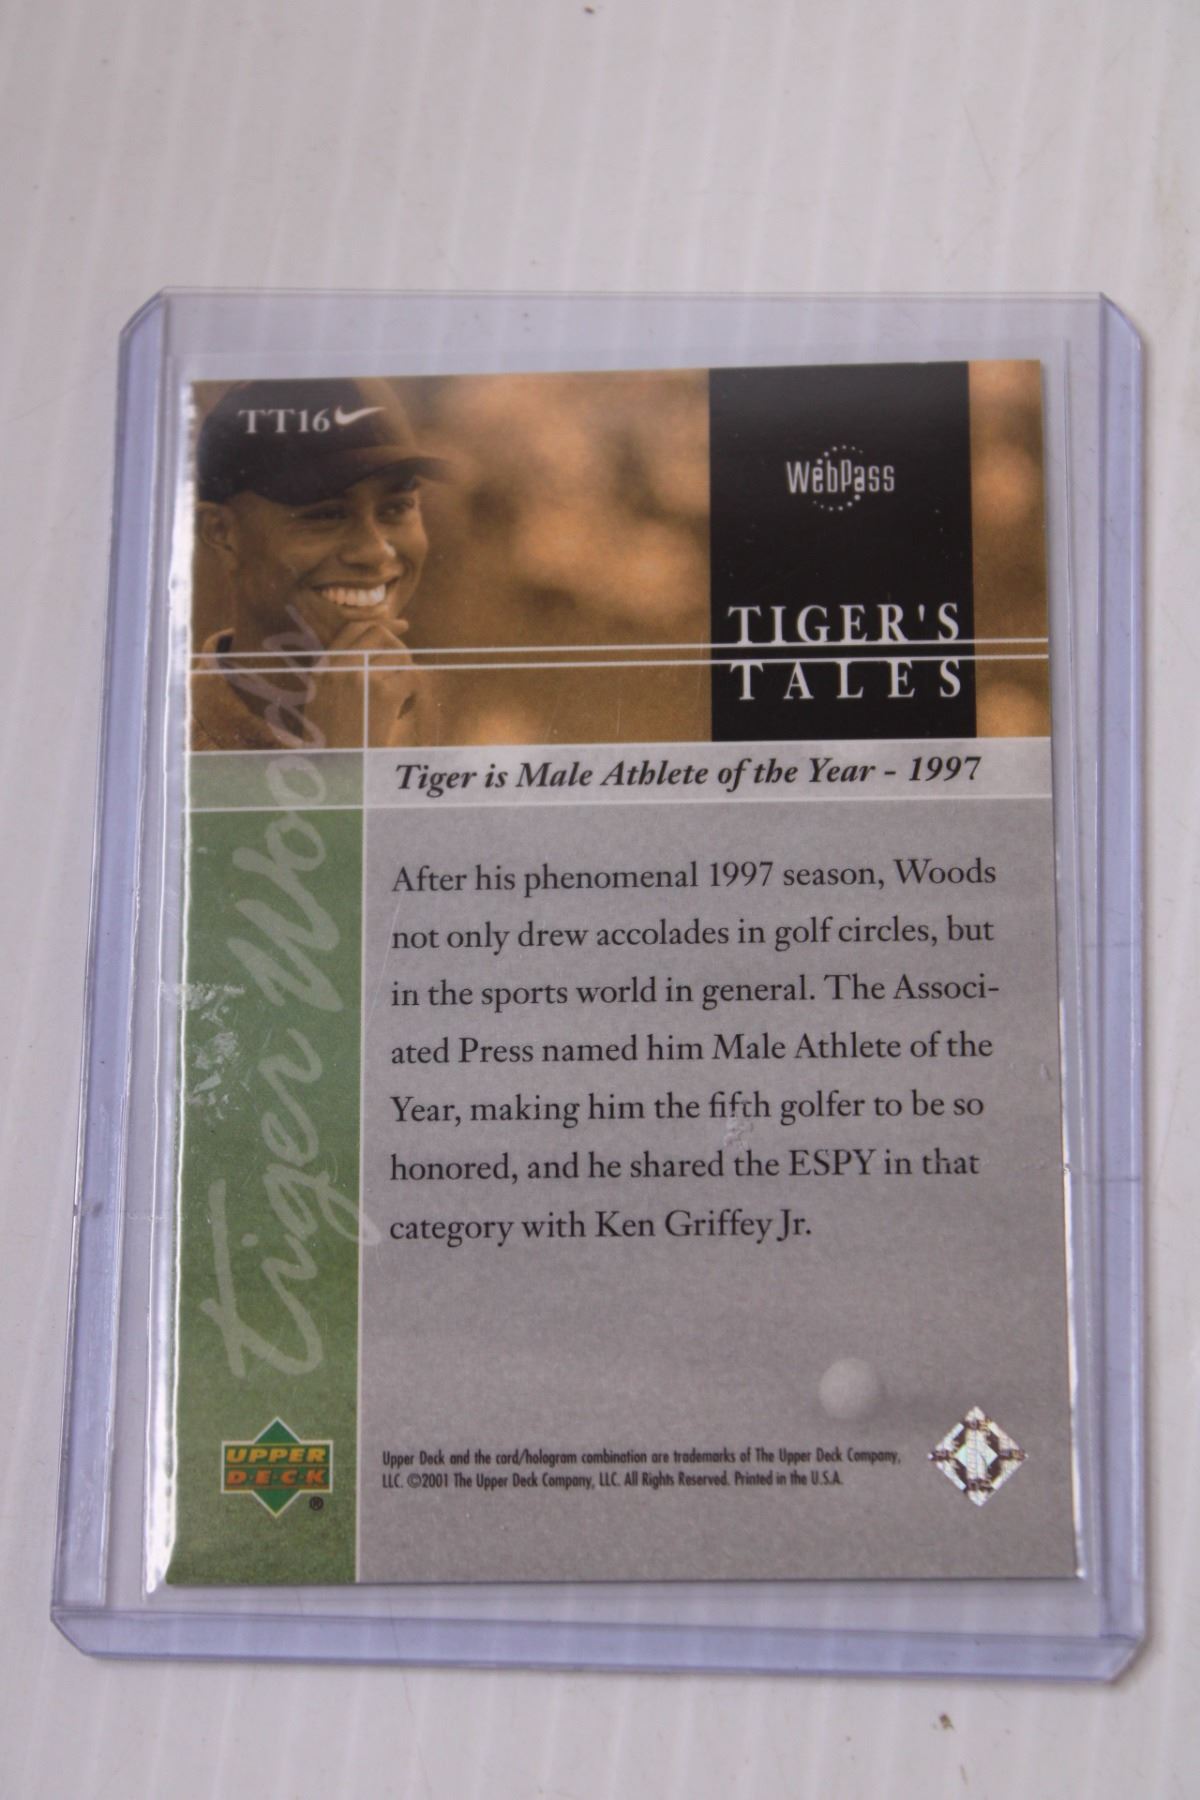 TT16
WebPass
TIGER'S
TALES
Tiger is Male Athlete of the Year - 1997
After his phenomenal 1997 season, Woods
not only drew accolades in golf circles, but
in the sports world in general. The Associ-
ated Press named him Male Athlete of the
Year, making him the fifth golfer to be so
honored, and he shared the ESPY in that
category with Ken Griffey Jr.
Tiger Woods
UPPER
DECK
®
Upper Deck and the card/hologram combination are trademarks of The Upper Deck Company,
LLC. ©2001 The Upper Deck Company, LLC. All Rights Reserved. Printed in the U.S.A.